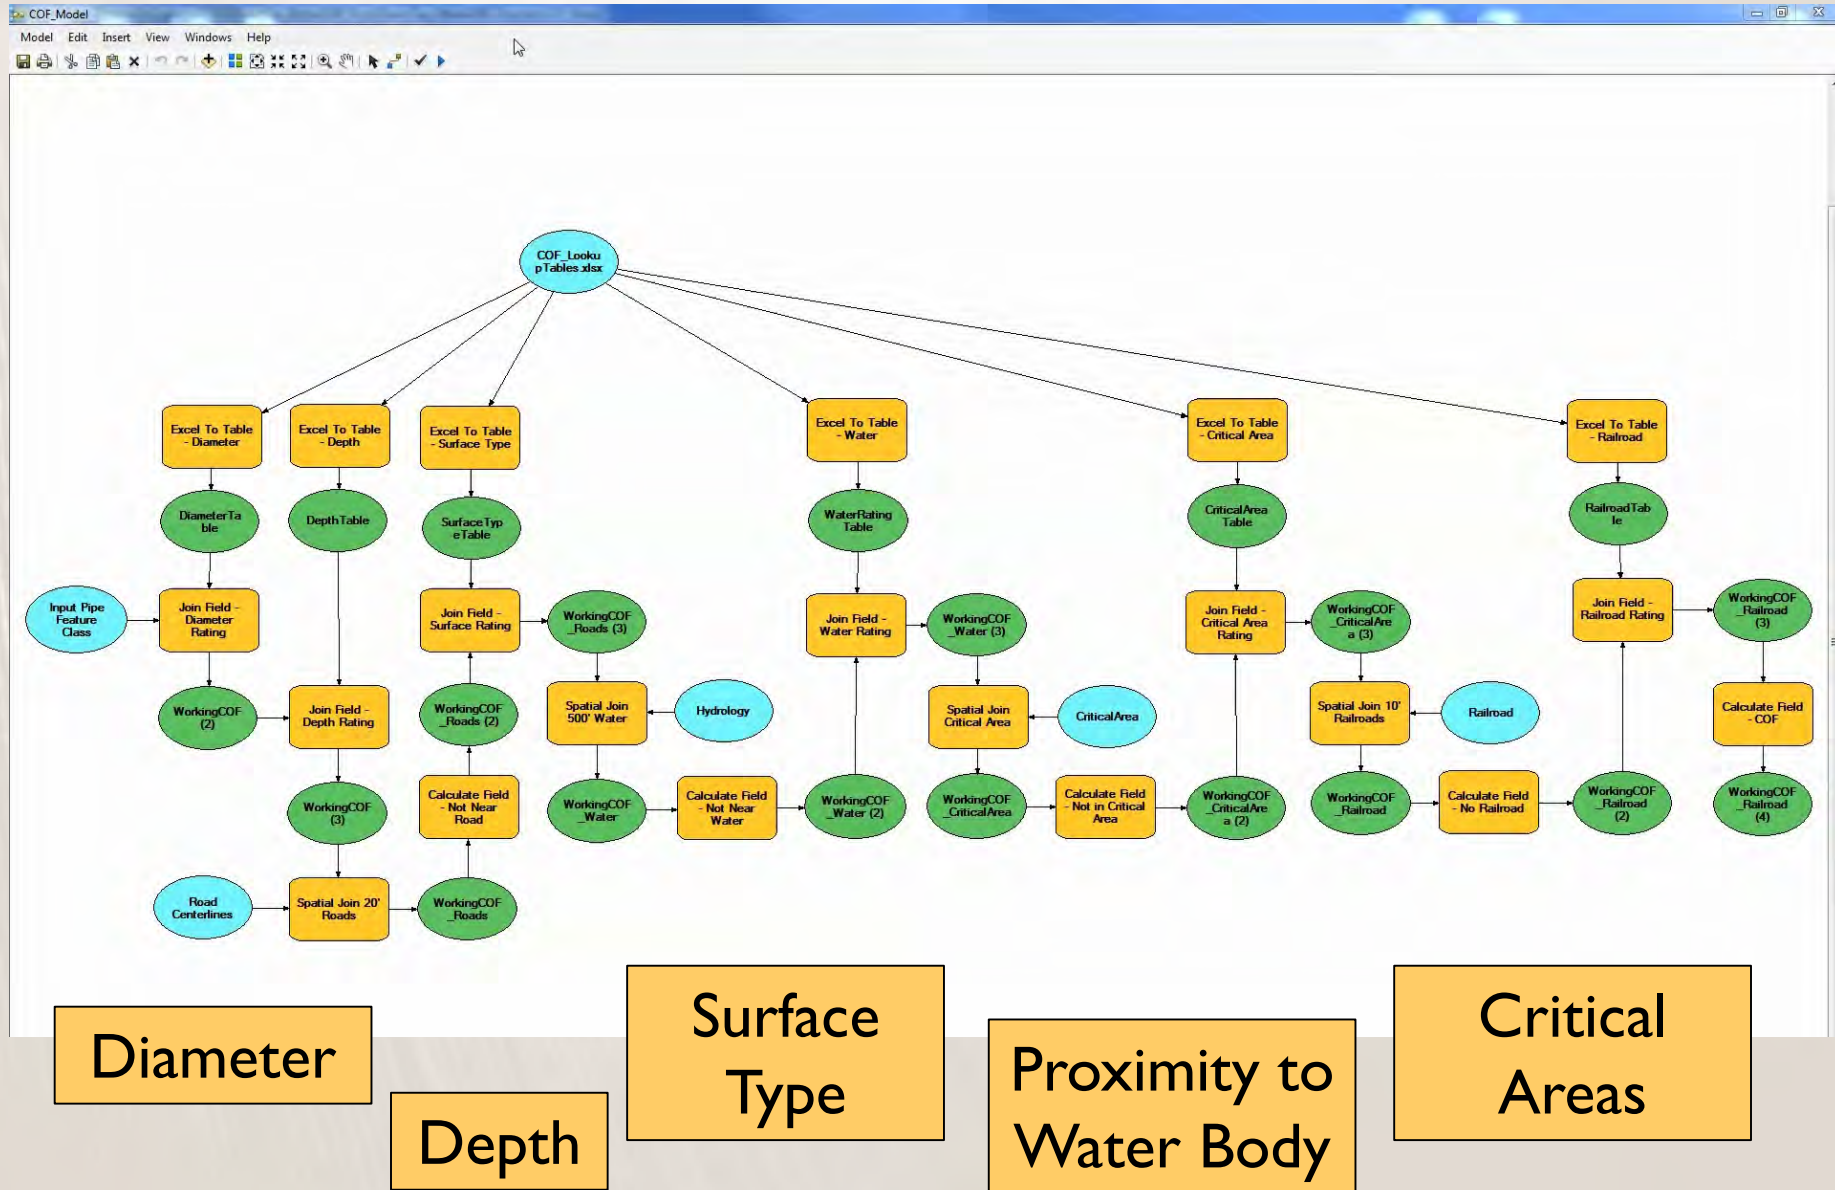 COF_Model
Model Edit Insert View Windows Help
COF_Looku
pTables.xlsx
Excel To Table
- Diameter
Excel To Table
- Depth
Excel To Table
- Surface Type
Excel To Table
- Water
Excel To Table
- Critical Area
Excel To Table
- Railroad
DiameterTa
ble
DepthTable
SurfaceTyp
eTable
WaterRating
Table
CriticalArea
Table
RailroadTab
le
Input Pipe
Feature
Class
Join Field -
Diameter
Rating
Join Field -
Surface Rating
WorkingCOF
_Roads (3)
Join Field -
Water Rating
WorkingCOF
_Water (3)
Join Field -
Critical Area
Rating
WorkingCOF
_CriticalAre
a (3)
Join Field -
Railroad Rating
WorkingCOF
_Railroad
(3)
WorkingCOF
(2)
Join Field -
Depth Rating
WorkingCOF
_Roads (2)
Spatial Join
500' Water
Hydrology
Spatial Join
Critical Area
CriticalArea
Spatial Join 10'
Railroads
Railroad
Calculate Field
- COF
WorkingCOF
(3)
Calculate Field
- Not Near
Road
WorkingCOF
_Water
Calculate Field
- Not Near
Water
WorkingCOF
_Water (2)
WorkingCOF
_CriticalArea
Calculate Field
- Not in Critical
Area
WorkingCOF
_CriticalAre
a (2)
WorkingCOF
_Railroad
Calculate Field
- No Railroad
WorkingCOF
_Railroad
(2)
WorkingCOF
_Railroad
(4)
Road
Centerlines
Spatial Join 20'
Roads
WorkingCOF
_Roads
Diameter
Depth
Surface
Type
Proximity to
Water Body
Critical
Areas